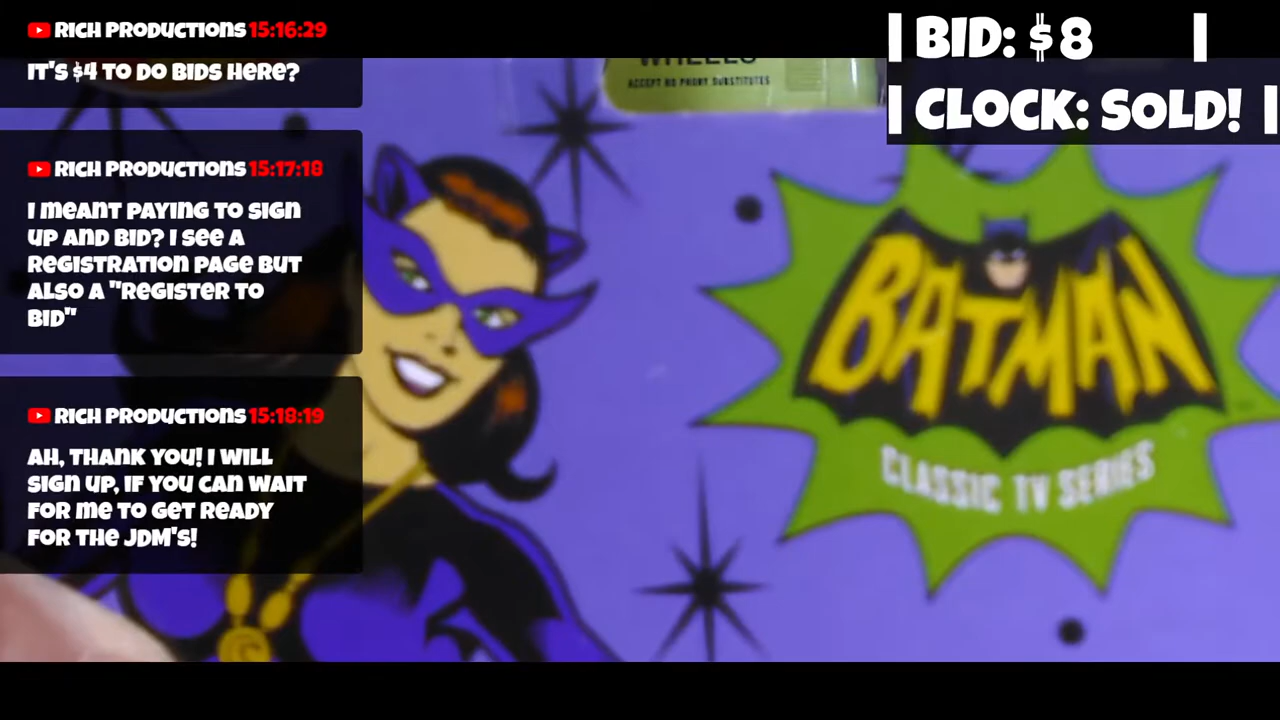 RICH PRODUCTIONS 15:16:29
IT'S $4 TO DO BIDS HERE?
RICH PRODUCTIONS 15:17:18
I MEANT PAYING TO SIGN
UP AND BID? I SEE A
REGISTRATION PAGE BUT
ALSO A "REGISTER TO
BID"
RICH PRODUCTIONS 15:18:19
AH, THANK YOU! I WILL
SIGN UP, IF YOU CAN WAIT
FOR ME TO GET READY
FOR THE JDM'S!
| BID: $8 |
| CLOCK: SOLD! |
WHEELS
ACCEPT NO PHONY SUBSTITUTES
BATMAN
CLASSIC TV SERIES